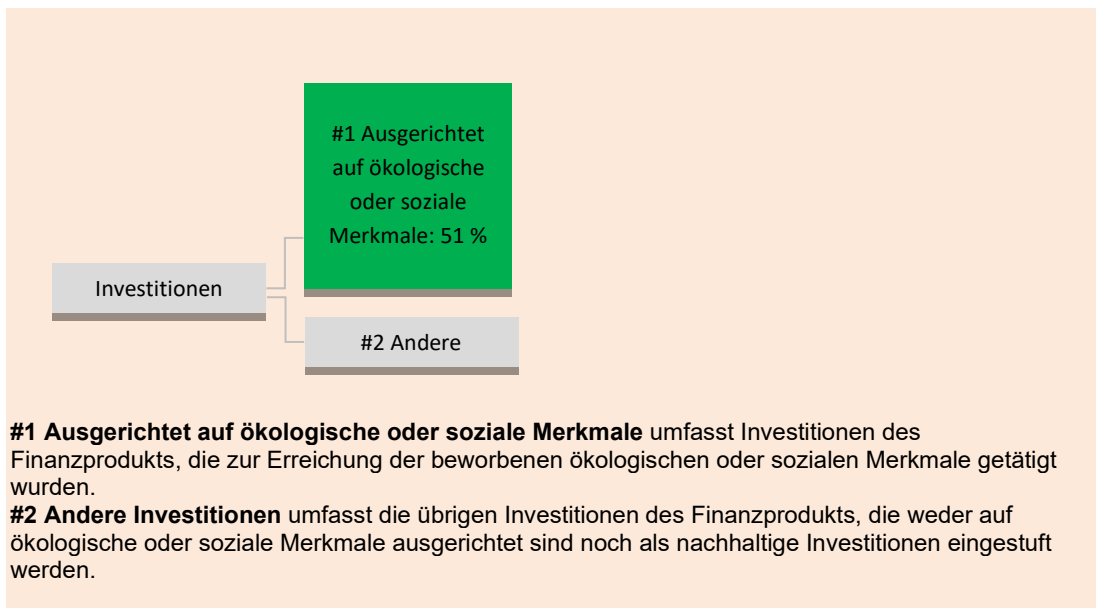 #1 Ausgerichtet
auf ökologische
oder soziale
Merkmale: 51 %
Investitionen
#2 Andere
#1 Ausgerichtet auf ökologische oder soziale Merkmale umfasst Investitionen des
Finanzprodukts, die zur Erreichung der beworbenen ökologischen oder sozialen Merkmale getätigt
wurden.
#2 Andere Investitionen umfasst die übrigen Investitionen des Finanzprodukts, die weder auf
ökologische oder soziale Merkmale ausgerichtet sind noch als nachhaltige Investitionen eingestuft
werden.